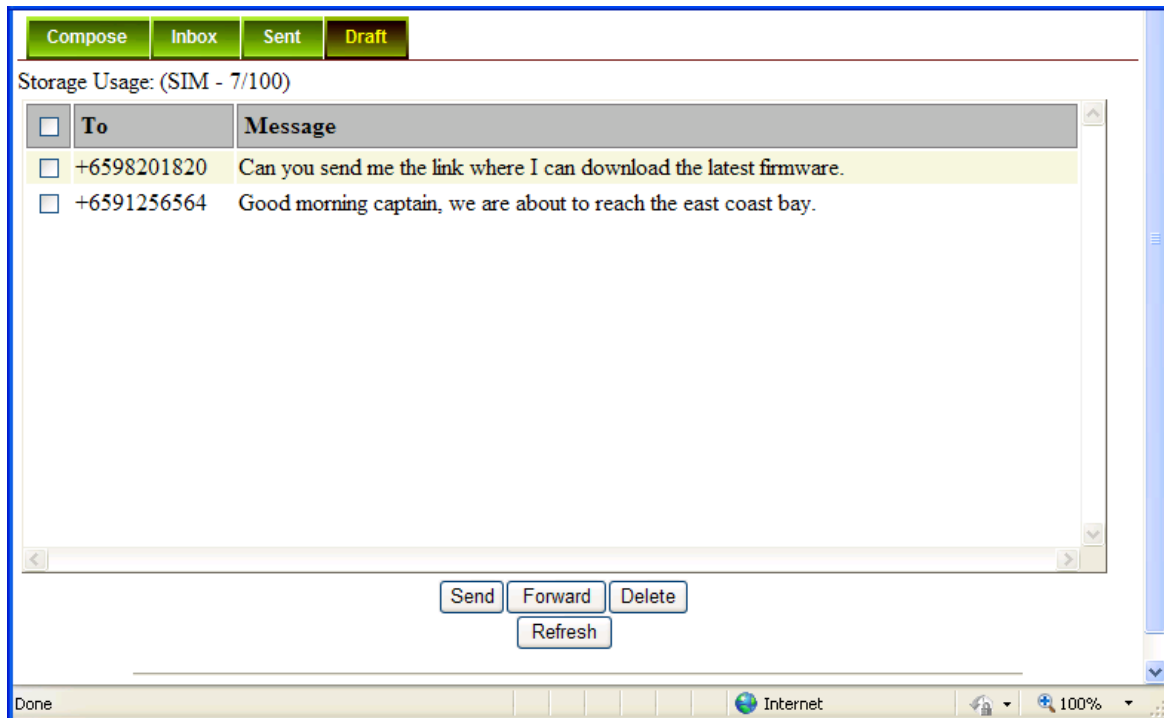 Compose Inbox Sent Draft
Storage Usage: (SIM - 7/100)
To Message
+6598201820 Can you send me the link where I can download the latest firmware.
+6591256564 Good morning captain, we are about to reach the east coast bay.
Send Forward Delete
Refresh
Done Internet 100%